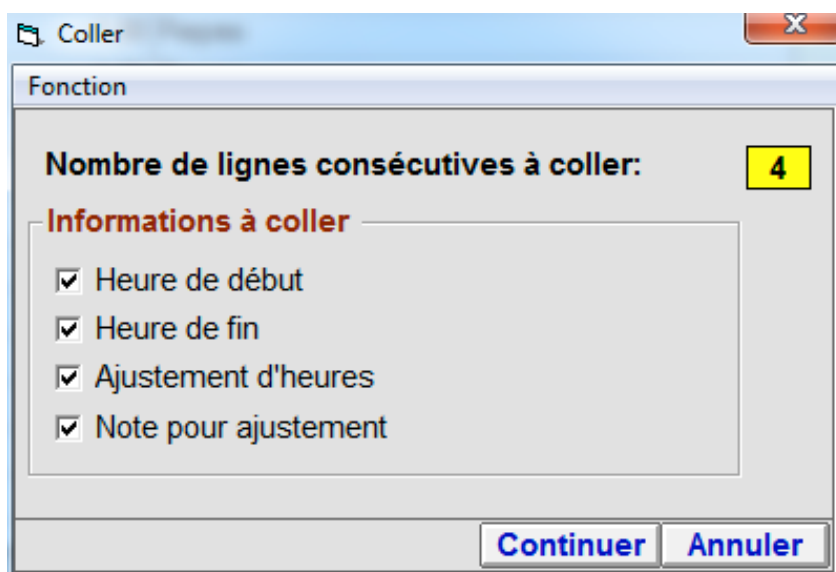 Coller
Fonction
Nombre de lignes consécutives à coller: 4
Informations à coller
Heure de début
Heure de fin
Ajustement d'heures
Note pour ajustement
Continuer Annuler